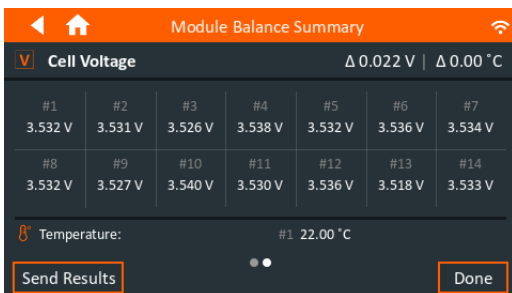 Module Balance Summary
V Cell Voltage Δ 0.022 V | Δ 0.00 °C
#1 #2 #3 #4 #5 #6 #7
3.532 V 3.531 V 3.526 V 3.538 V 3.532 V 3.536 V 3.534 V
#8 #9 #10 #11 #12 #13 #14
3.532 V 3.527 V 3.540 V 3.530 V 3.536 V 3.518 V 3.533 V
Temperature: #1 22.00 °C
Send Results Done